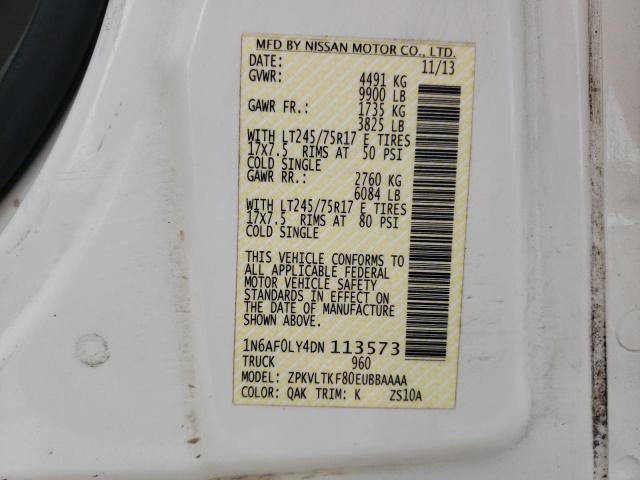 MFD BY NISSAN MOTOR CO., LTD.
DATE: 11/13
GVWR: 4491 KG
9900 LB
GAWR FR.: 1735 KG
3825 LB
WITH LT245/75R17 E TIRES
17X7.5 RIMS AT 50 PSI
COLD SINGLE
GAWR RR.: 2760 KG
6084 LB
WITH LT245/75R17 E TIRES
17X7.5 RIMS AT 80 PSI
COLD SINGLE
THIS VEHICLE CONFORMS TO
ALL APPLICABLE FEDERAL
MOTOR VEHICLE SAFETY
STANDARDS IN EFFECT ON
THE DATE OF MANUFACTURE
SHOWN ABOVE.
1N6AF0LY4DN 113573
TRUCK 960
MODEL: ZPKVLTKF80EUBBAAAA
COLOR: QAK TRIM: K ZS10A